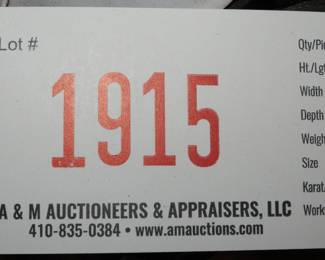 Lot #
1915
A & M AUCTIONEERS & APPRAISERS, LLC
410-835-0384 • www.amauctions.com
Qty/Pi
Ht./Lgt
Width
Depth
Weigh
Size
Karat
Work